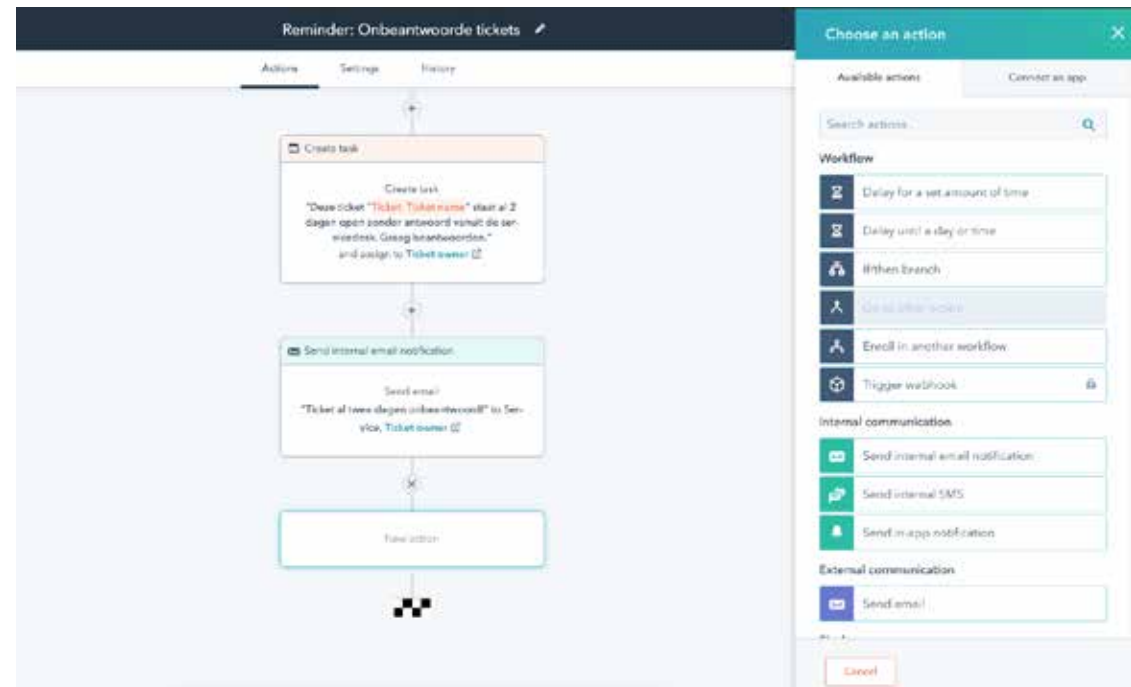 Reminder: Onbeantwoorde tickets
Actions Settings History
Create task
Create task
"Deze ticket "Ticket: Ticket name" staat al 2
dagen open zonder antwoord vanuit de ser-
vicedesk. Graag beantwoorden."
and assign to Ticket owner
Send internal email notification
Send email
"Ticket al twee dagen onbeantwoord!" to Ser-
vice, Ticket owner
New action
Choose an action
Available actions Connect an app
Search actions
Workflow
Delay for a set amount of time
Delay until a day or time
If/then branch
Go to other action
Enroll in another workflow
Trigger webhook
Internal communication
Send internal email notification
Send internal SMS
Send in-app notification
External communication
Send email
Cancel